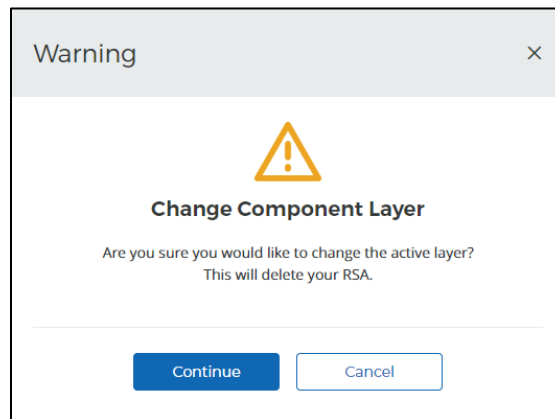 Warning
Change Component Layer
Are you sure you would like to change the active layer?
This will delete your RSA.
Continue
Cancel